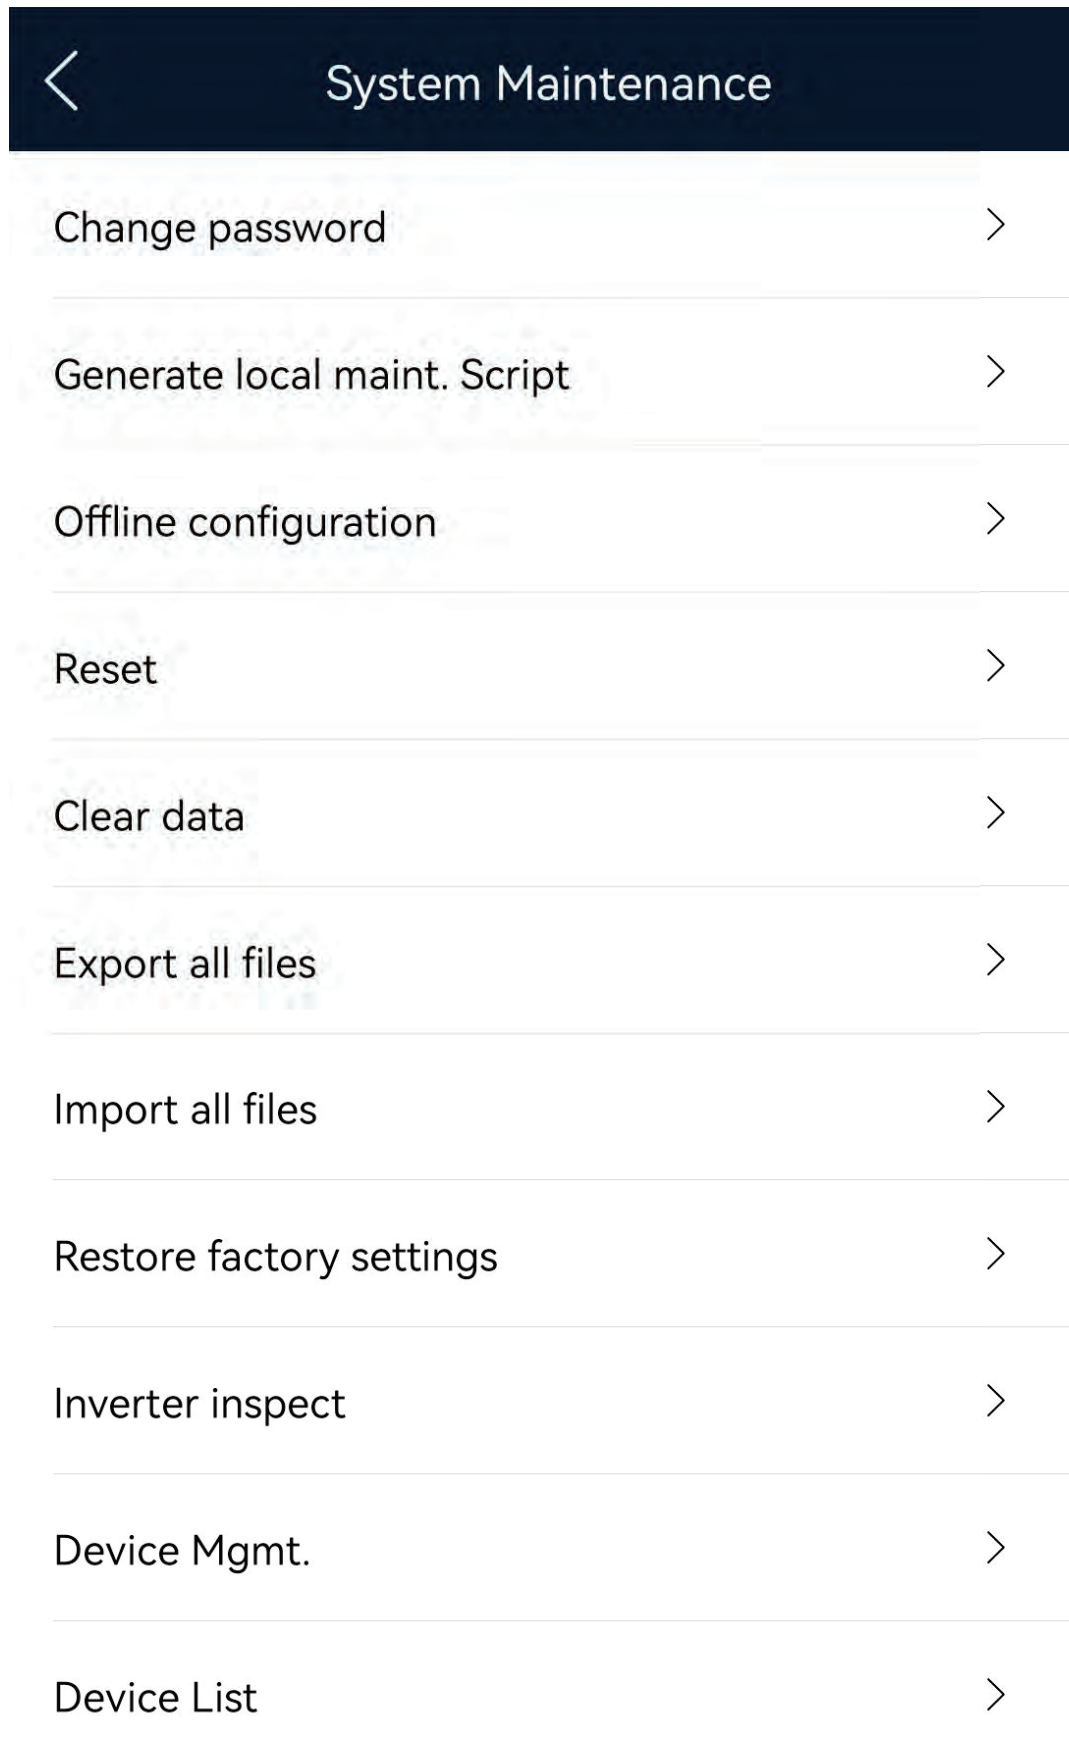 System Maintenance
Change password
Generate local maint. Script
Offline configuration
Reset
Clear data
Export all files
Import all files
Restore factory settings
Inverter inspect
Device Mgmt.
Device List